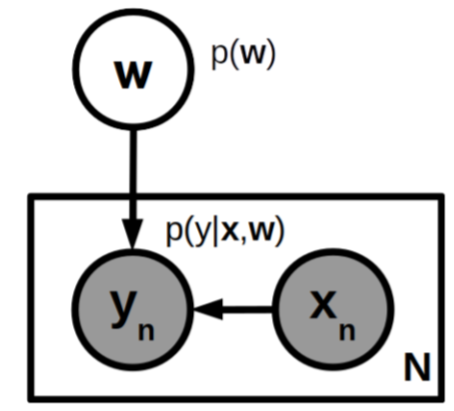 w p(w)
p(y|x,w)
yn xn
N